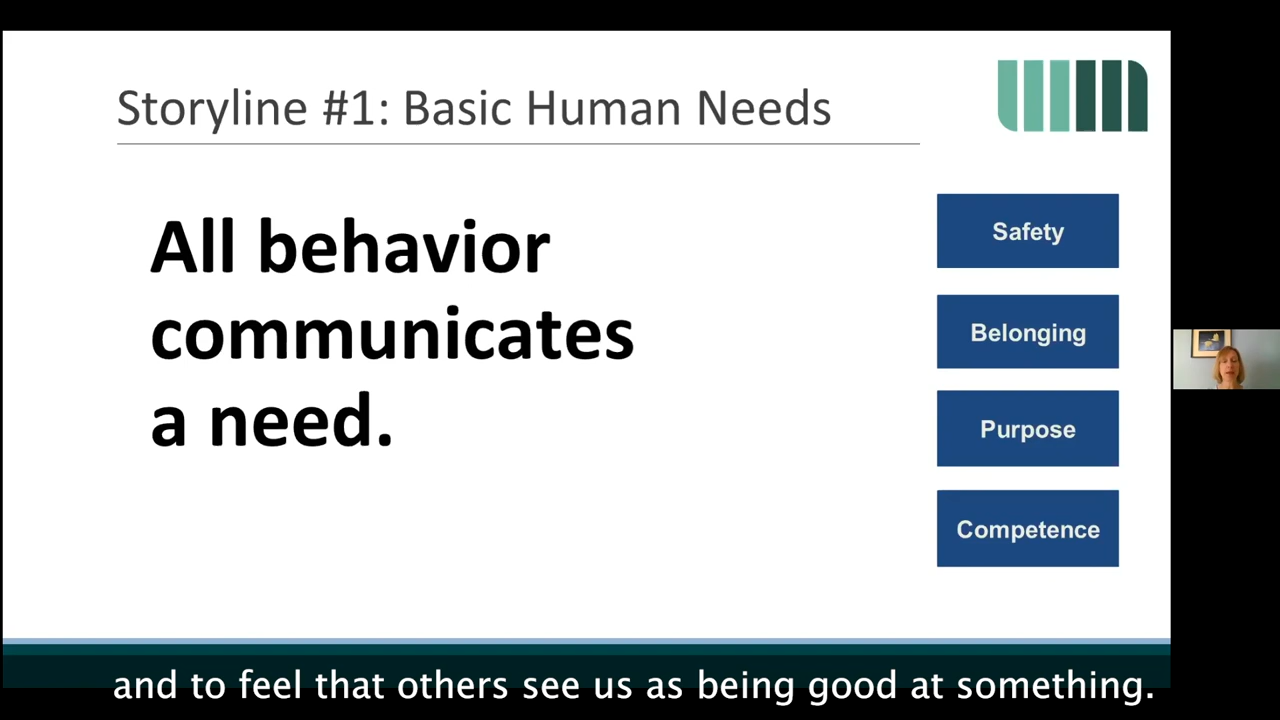 Storyline #1: Basic Human Needs
All behavior
communicates
a need.
Safety
Belonging
Purpose
Competence
and to feel that others see us as being good at something.